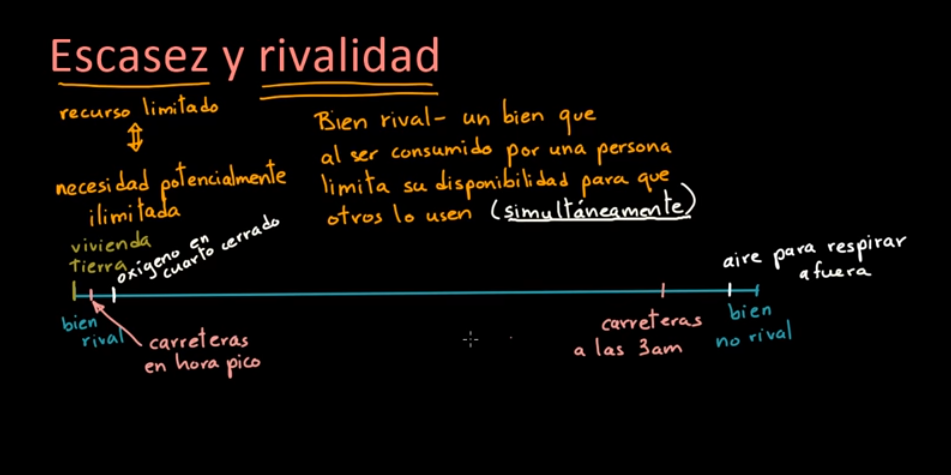 Escasez y rivalidad
recurso limitado
necesidad potencialmente
ilimitada
Bien rival- un bien que
al ser consumido por una persona
limita su disponibilidad para que
otros lo usen (simultáneamente)
vivienda
tierra
oxígeno en
cuarto cerrado
aire para respirar
afuera
bien
rival
carreteras
en hora pico
carreteras
a las 3am
bien
no rival